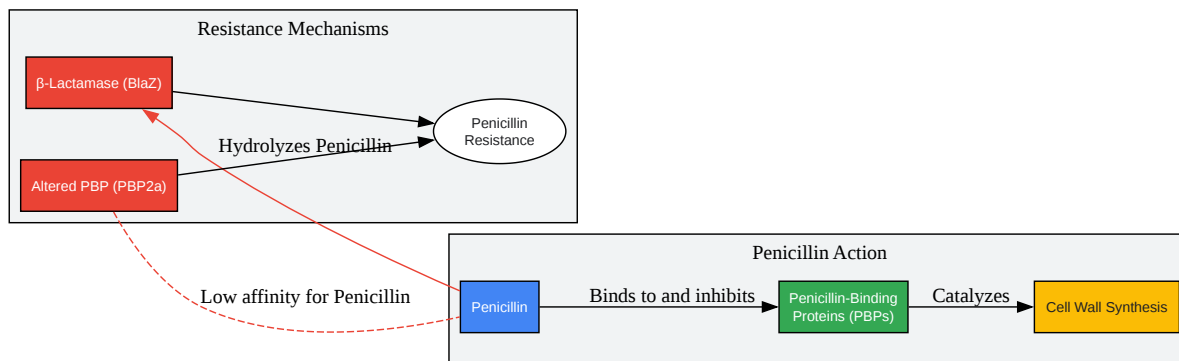 Resistance Mechanisms
β-Lactamase (BlaZ)
Penicillin
Resistance
Hydrolyzes Penicillin
Altered PBP (PBP2a)
Low affinity for Penicillin
Penicillin Action
Penicillin
Binds to and inhibits
Penicillin-Binding
Proteins (PBPs)
Catalyzes
Cell Wall Synthesis